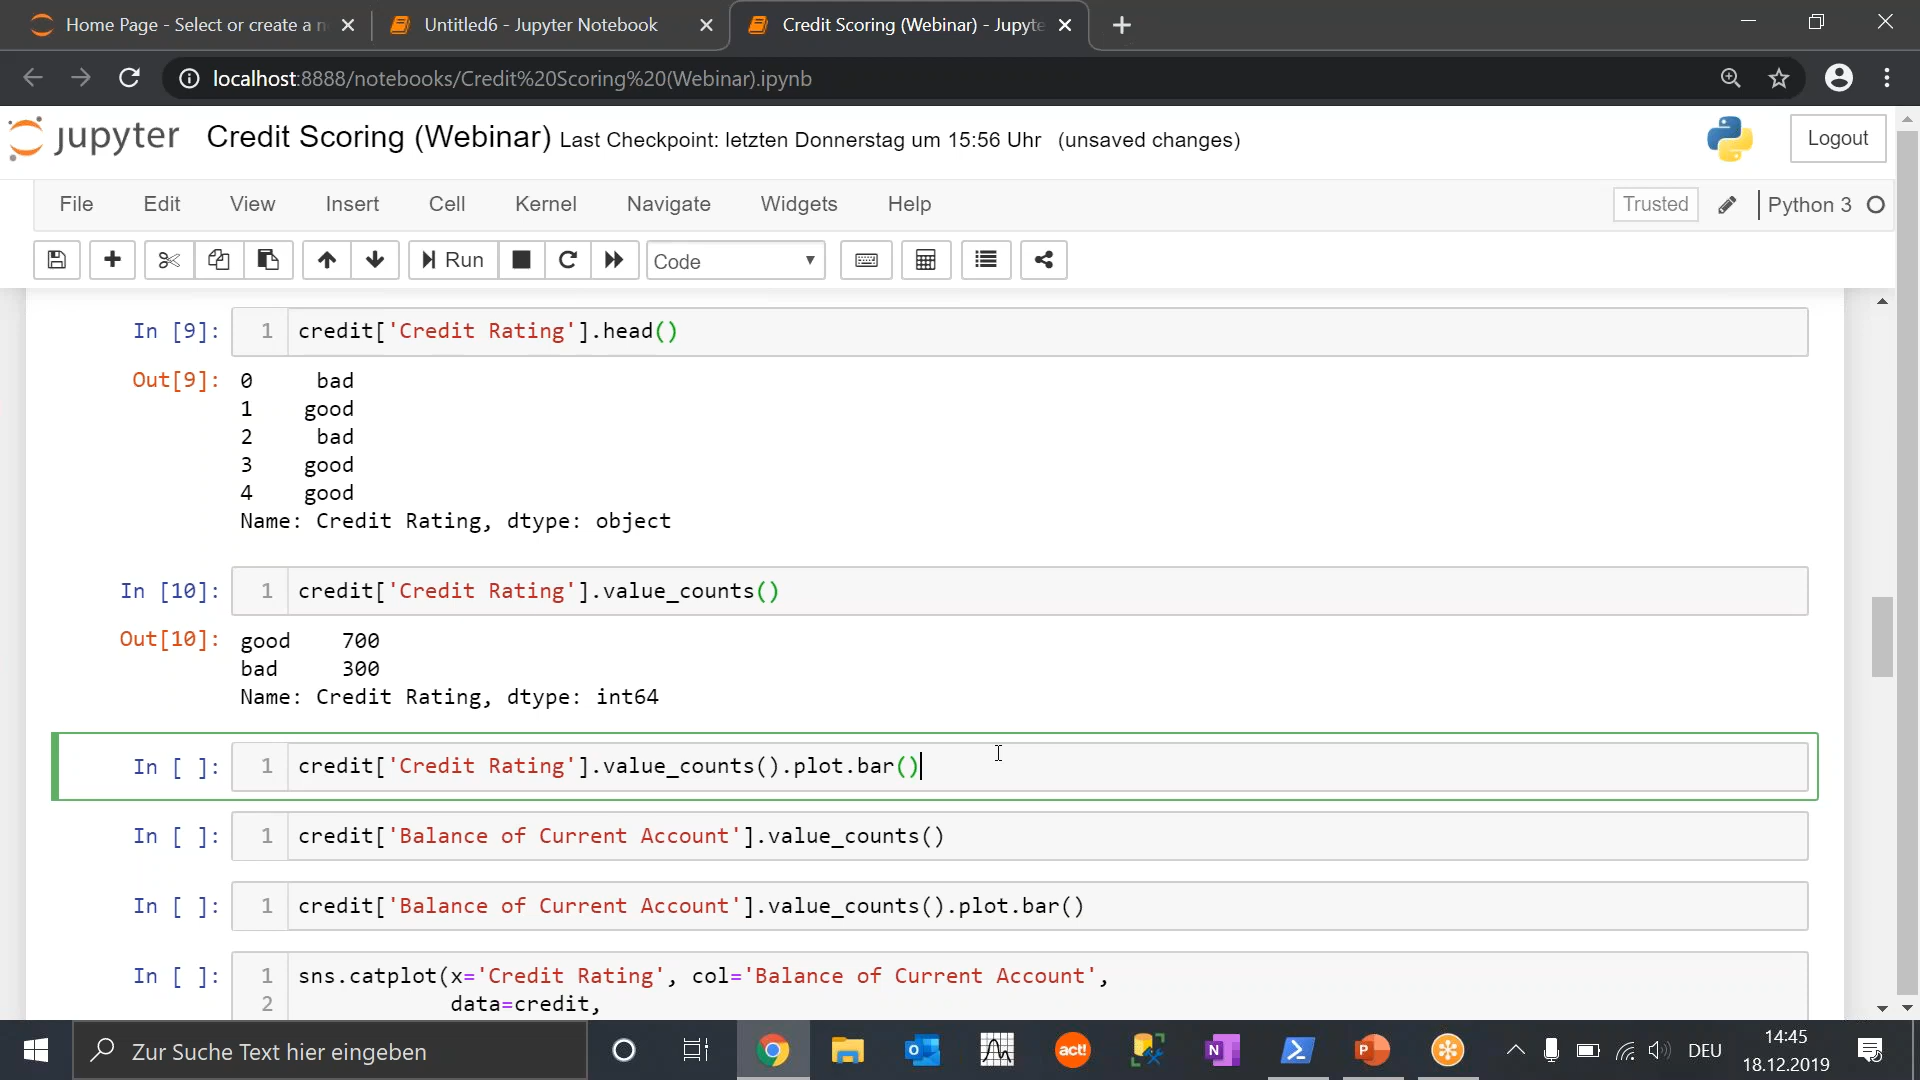 Home Page - Select or create a n
Untitled6 - Jupyter Notebook
Credit Scoring (Webinar) - Jupyte
localhost:8888/notebooks/Credit%20Scoring%20(Webinar).ipynb
jupyter Credit Scoring (Webinar) Last Checkpoint: letzten Donnerstag um 15:56 Uhr (unsaved changes)
Logout
File Edit View Insert Cell Kernel Navigate Widgets Help
Trusted Python 3
Run Code
In [9]: 1 credit['Credit Rating'].head()
Out[9]: 0 bad
1 good
2 bad
3 good
4 good
Name: Credit Rating, dtype: object
In [10]: 1 credit['Credit Rating'].value_counts()
Out[10]: good 700
bad 300
Name: Credit Rating, dtype: int64
In [ ]: 1 credit['Credit Rating'].value_counts().plot.bar()
In [ ]: 1 credit['Balance of Current Account'].value_counts()
In [ ]: 1 credit['Balance of Current Account'].value_counts().plot.bar()
In [ ]: 1 sns.catplot(x='Credit Rating', col='Balance of Current Account',
2 data=credit,
Zur Suche Text hier eingeben
act!
DEU
14:45
18.12.2019